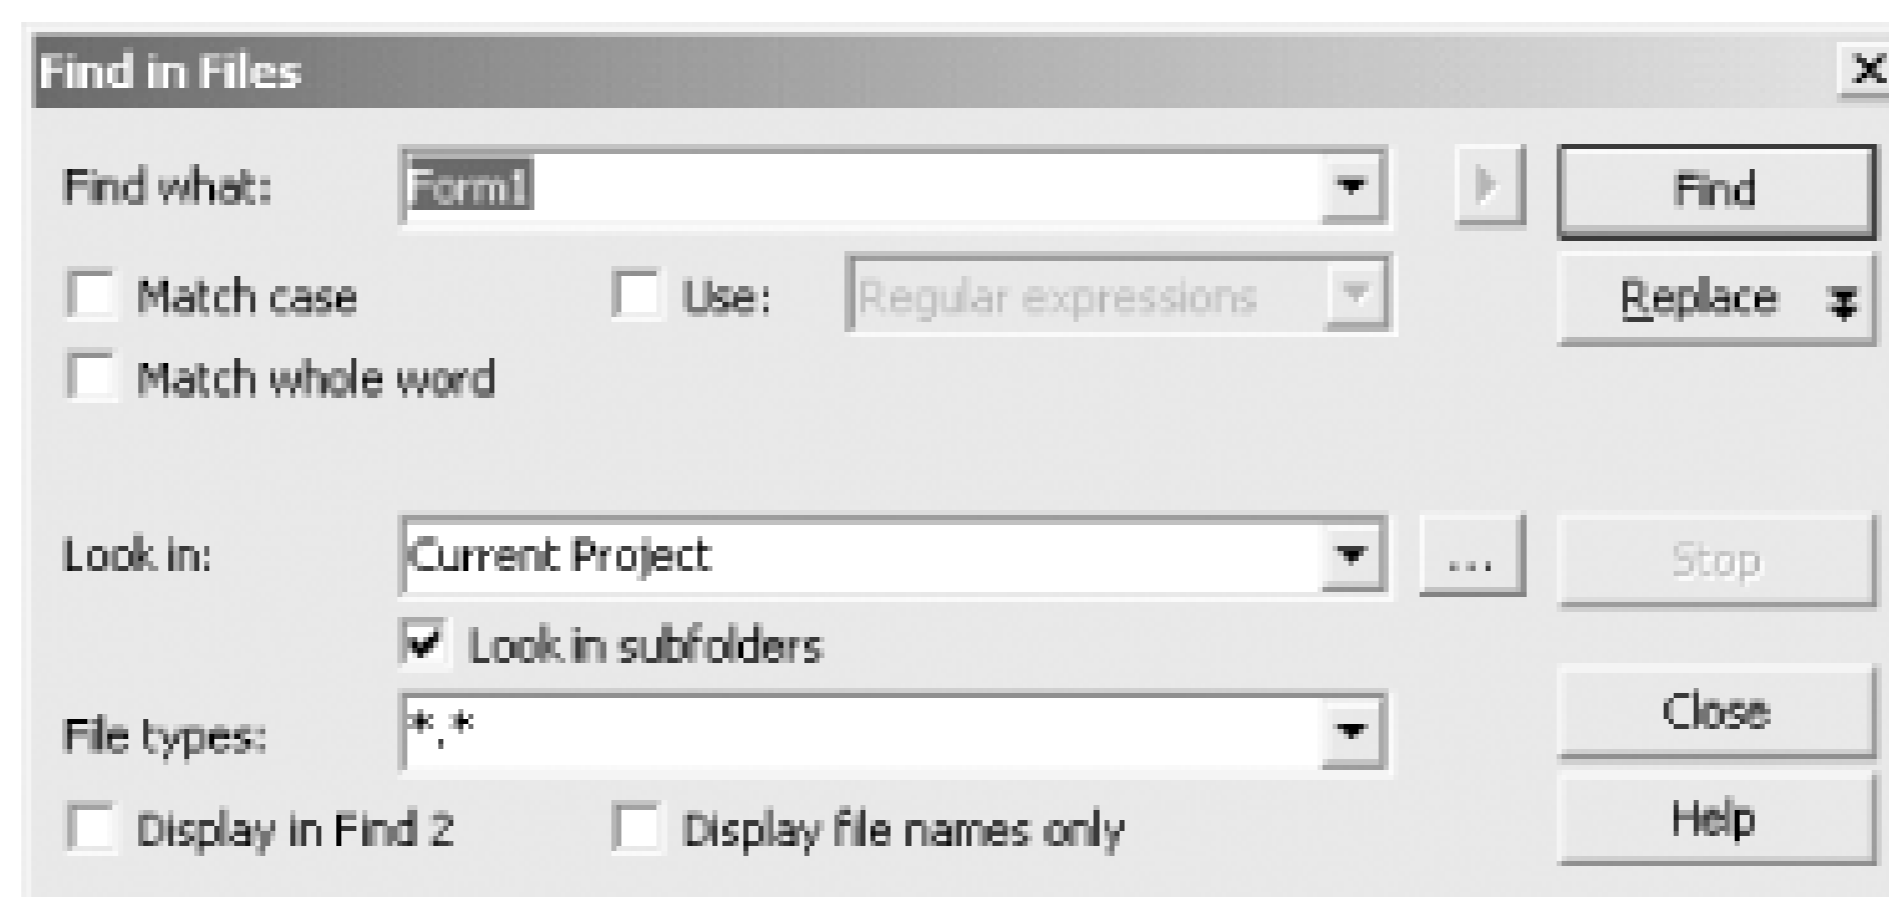 Find in Files
Find what: Form1 Find
Match case Use: Regular expressions Replace
Match whole word
Look in: Current Project ... Stop
Look in subfolders
File types: *.* Close
Display in Find 2 Display file names only Help